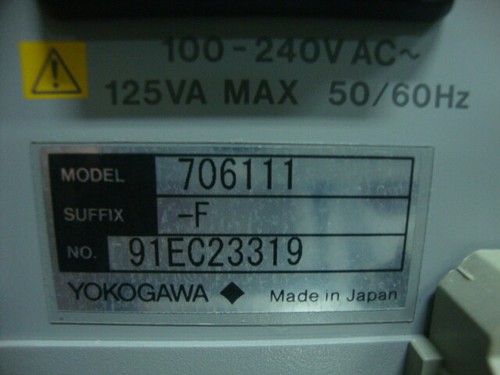 100-240V AC~
125VA MAX 50/60Hz
MODEL 706111
SUFFIX -F
NO. 91EC23319
YOKOGAWA ◆ Made in Japan